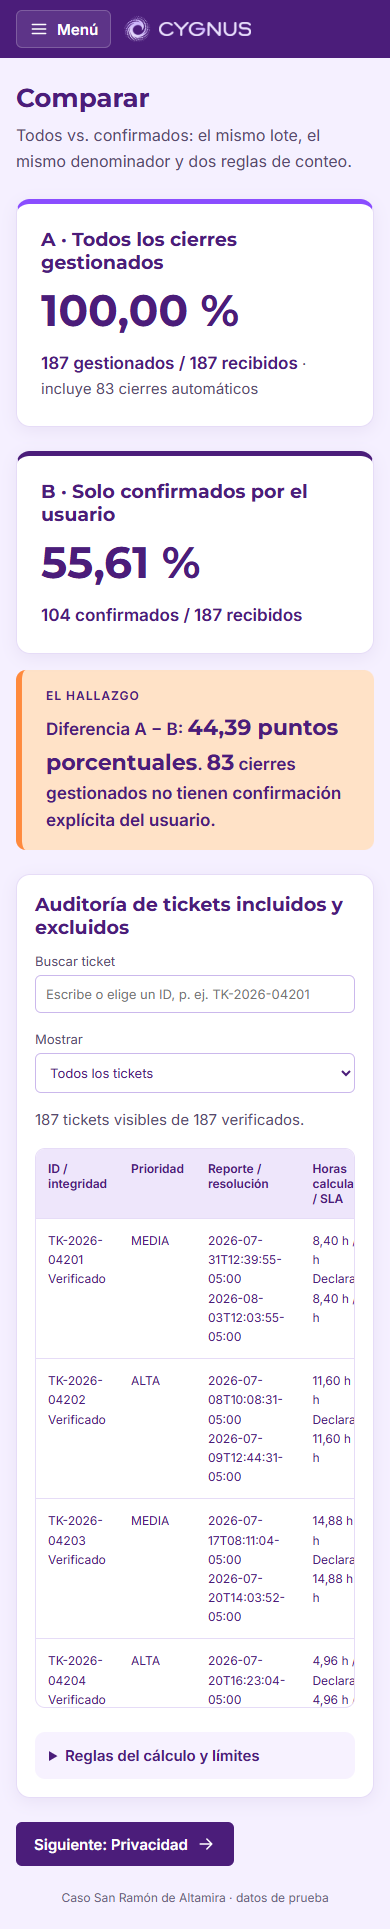 Menú
CYGNUS
Comparar
Todos vs. confirmados: el mismo lote, el
mismo denominador y dos reglas de conteo.
A · Todos los cierres
gestionados
100,00 %
187 gestionados / 187 recibidos ·
incluye 83 cierres automáticos
B · Solo confirmados por el
usuario
55,61 %
104 confirmados / 187 recibidos
EL HALLAZGO
Diferencia A − B: 44,39 puntos
porcentuales. 83 cierres
gestionados no tienen confirmación
explícita del usuario.
Auditoría de tickets incluidos y
excluidos
Buscar ticket
Escribe o elige un ID, p. ej. TK-2026-04201
Mostrar
Todos los tickets
187 tickets visibles de 187 verificados.
ID / Prioridad Reporte / Horas
integridad resolución calcula
/ SLA
TK-2026- MEDIA 2026-07- 8,40 h /
04201 31T12:39:55- h
Verificado 05:00 Declara
2026-08- 8,40 h /
03T12:03:55- h
05:00
TK-2026- ALTA 2026-07- 11,60 h
04202 08T10:08:31- h
Verificado 05:00 Declara
2026-07- 11,60 h
09T12:44:31- h
05:00
TK-2026- MEDIA 2026-07- 14,88 h
04203 17T08:11:04- h
Verificado 05:00 Declara
2026-07- 14,88 h
20T14:03:52- h
05:00
TK-2026- ALTA 2026-07- 4,96 h /
04204 20T16:23:04- Declara
Verificado 05:00 4,96 h
Reglas del cálculo y límites
Siguiente: Privacidad →
Caso San Ramón de Altamira · datos de prueba